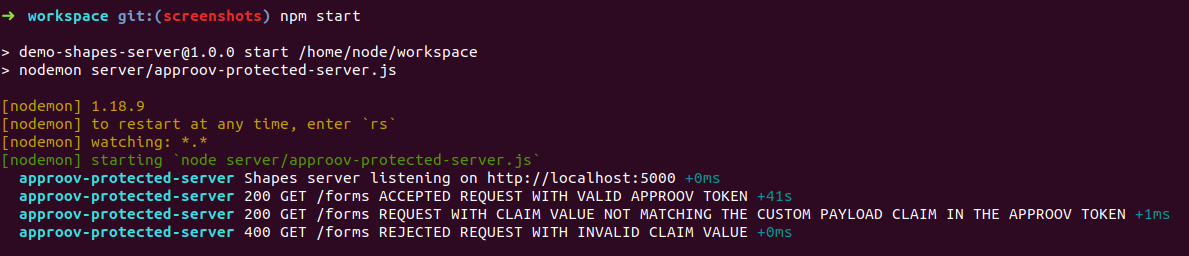 ➜ workspace git:(screenshots) npm start
> demo-shapes-server@1.0.0 start /home/node/workspace
> nodemon server/approov-protected-server.js
[nodemon] 1.18.9
[nodemon] to restart at any time, enter `rs`
[nodemon] watching: *.*
[nodemon] starting `node server/approov-protected-server.js`
approov-protected-server Shapes server listening on http://localhost:5000 +0ms
approov-protected-server 200 GET /forms ACCEPTED REQUEST WITH VALID APPROOV TOKEN +41s
approov-protected-server 200 GET /forms REQUEST WITH CLAIM VALUE NOT MATCHING THE CUSTOM PAYLOAD CLAIM IN THE APPROOV TOKEN +1ms
approov-protected-server 400 GET /forms REJECTED REQUEST WITH INVALID CLAIM VALUE +0ms